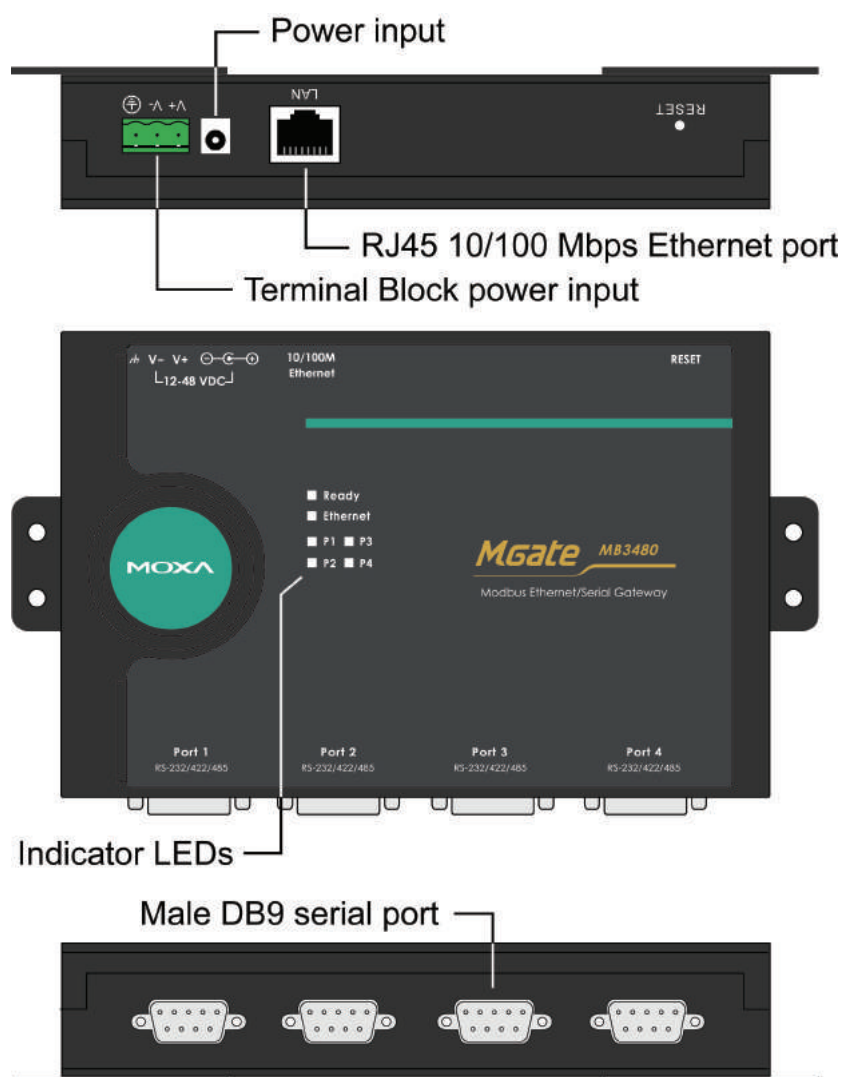 Power input
V+ V-
LAN
RESET
RJ45 10/100 Mbps Ethernet port
Terminal Block power input
V- V+
12-48 VDC
10/100M
Ethernet
RESET
Ready
Ethernet
P1 P3
P2 P4
MOXA
MGate MB3480
Modbus Ethernet/Serial Gateway
Port 1 Port 2 Port 3 Port 4
RS-232/422/485 RS-232/422/485 RS-232/422/485 RS-232/422/485
Indicator LEDs
Male DB9 serial port